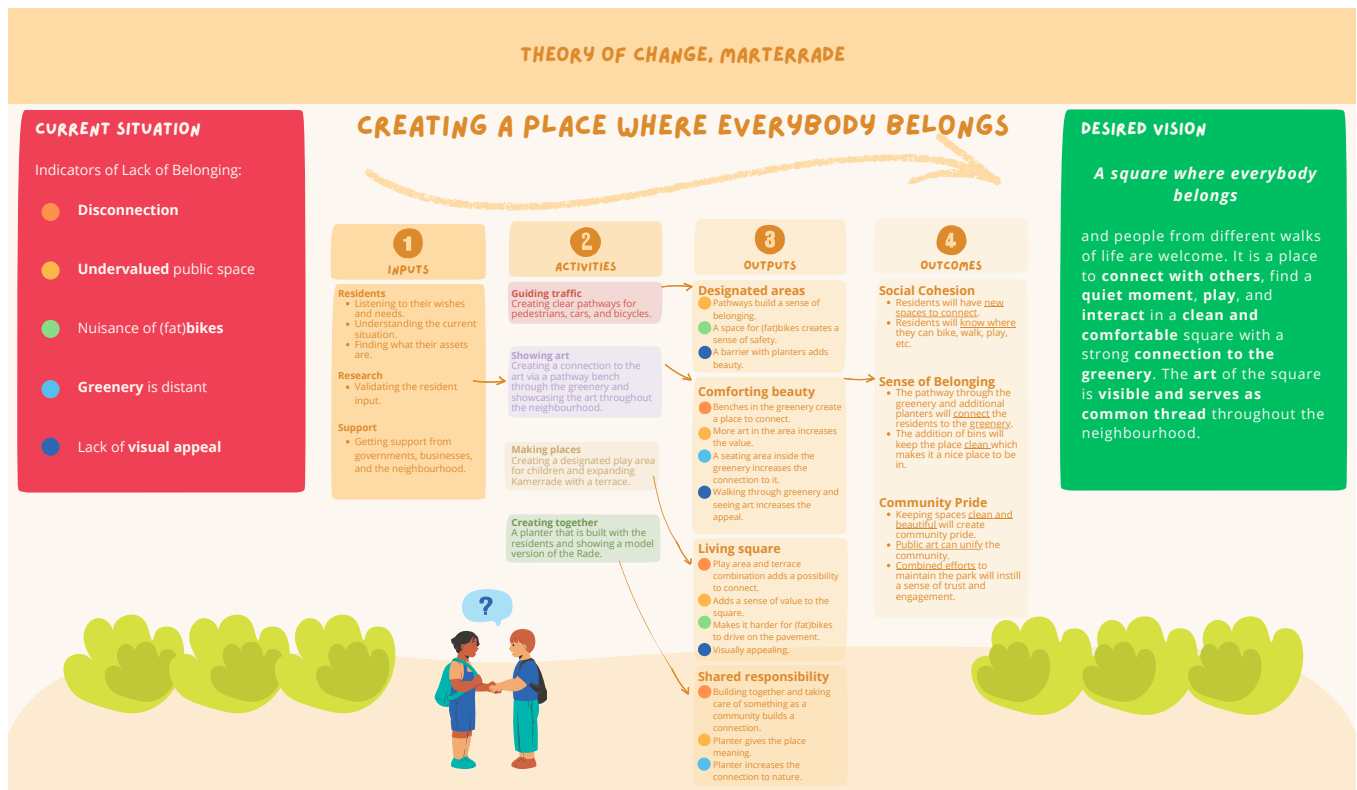 THEORY OF CHANGE, MARTERRADE
CREATING A PLACE WHERE EVERYBODY BELONGS
CURRENT SITUATION
Indicators of Lack of Belonging:
Disconnection
Undervalued public space
Nuisance of (fat)bikes
Greenery is distant
Lack of visual appeal
1
INPUTS
Residents
• Listening to their wishes
and needs.
• Understanding the current
situation.
• Finding what their assets
are.
Research
• Validating the resident
input.
Support
• Getting support from
governments, businesses,
and the neighbourhood.
2
ACTIVITIES
Guiding traffic
Creating clear pathways for
pedestrians, cars, and bicycles.
Showing art
Creating a connection to the
art via a pathway bench
through the greenery and
showcasing the art throughout
the neighbourhood.
Making places
Creating a designated play area
for children and expanding
Kamerrade with a terrace.
Creating together
A planter that is built with the
residents and showing a model
version of the Rade.
3
OUTPUTS
Designated areas
Pathways build a sense of
belonging.
A space for (fat)bikes creates a
sense of safety.
A barrier with planters adds
beauty.
Comforting beauty
Benches in the greenery create
a place to connect.
More art in the area increases
the value.
A seating area inside the
greenery increases the
connection to it.
Walking through greenery and
seeing art increases the
appeal.
Living square
Play area and terrace
combination adds a possibility
to connect.
Adds a sense of value to the
square.
Makes it harder for (fat)bikes
to drive on the pavement.
Visually appealing.
Shared responsibility
Building together and taking
care of something as a
community builds a
connection.
Planter gives the place
meaning.
Planter increases the
connection to nature.
4
OUTCOMES
Social Cohesion
• Residents will have new
spaces to connect.
• Residents will know where
they can bike, walk, play,
etc.
Sense of Belonging
• The pathway through the
greenery and additional
planters will connect the
residents to the greenery.
• The addition of bins will
keep the place clean which
makes it a nice place to be
in.
Community Pride
• Keeping spaces clean and
beautiful will create
community pride.
• Public art can unify the
community.
• Combined efforts to
maintain the park will instill
a sense of trust and
engagement.
DESIRED VISION
A square where everybody
belongs
and people from different walks
of life are welcome. It is a place
to connect with others, find a
quiet moment, play, and
interact in a clean and
comfortable square with a
strong connection to the
greenery. The art of the square
is visible and serves as
common thread throughout the
neighbourhood.
?